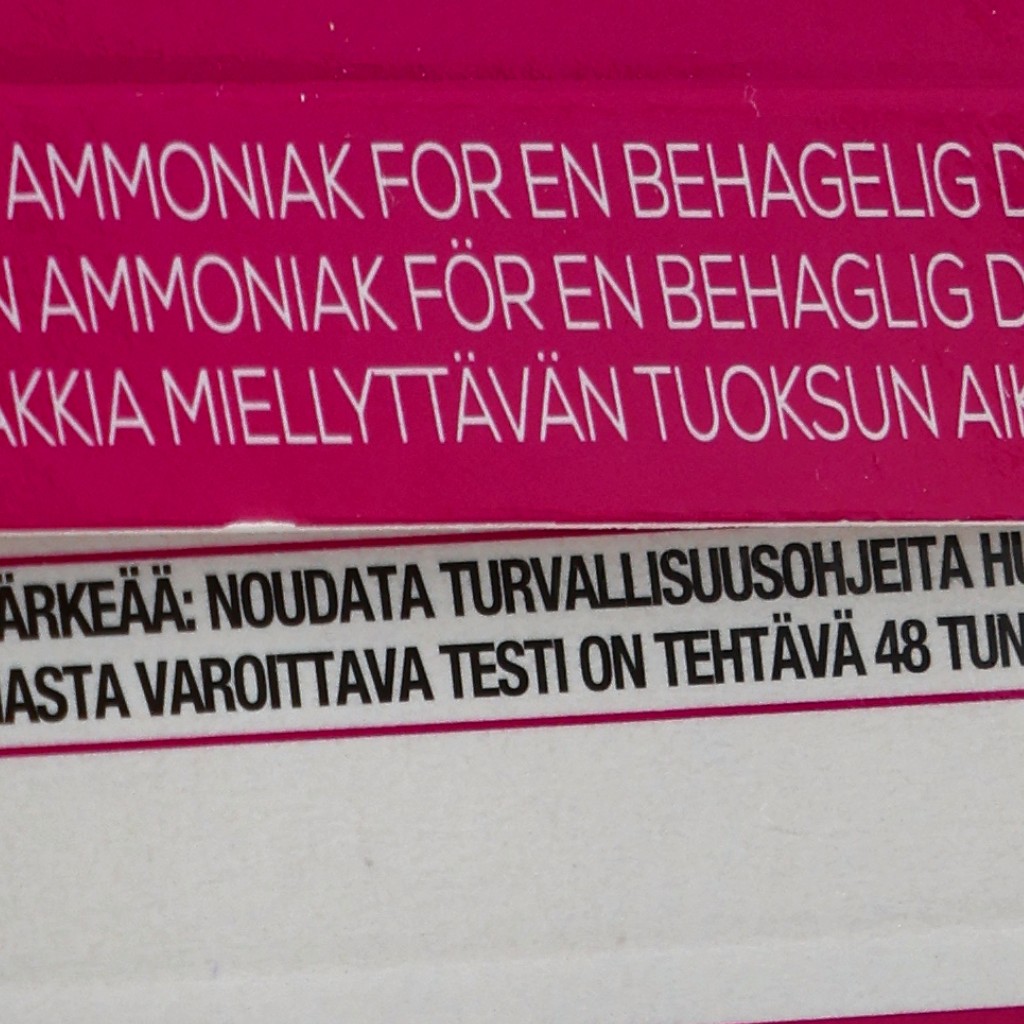 AMMONIAK FOR EN BEHAGELIG
AMMONIAK FÖR EN BEHAGLIG
MIELLYTTÄVÄN TUOKSUN
NOUDATA TURVALLISUUSOHJEITA
VAROITTAVA TESTI ON TEHTÄVÄ 48